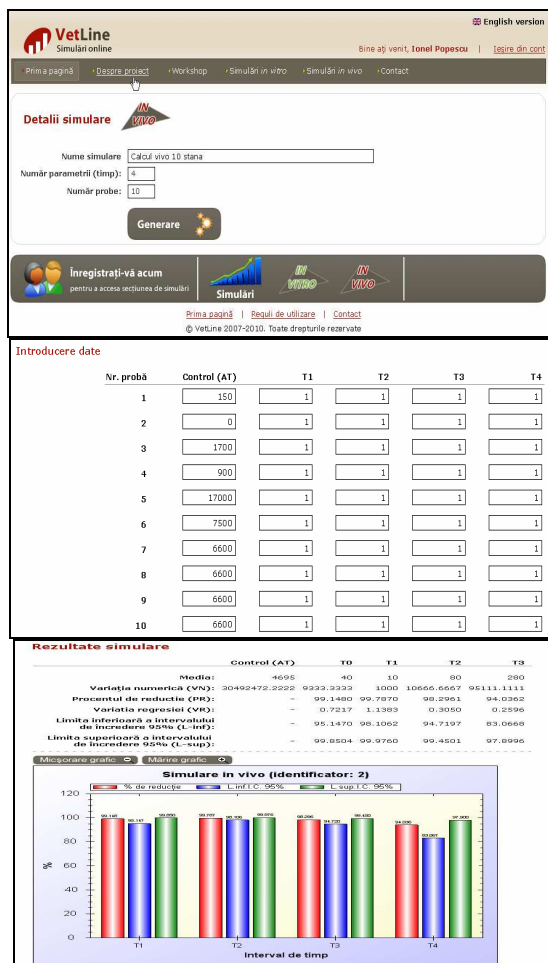 English version
VetLine
Simulări online
Bine ați venit, Ionel Popescu | Ieșire din cont
Prima pagină Despre proiect Workshop Simulări in vitro Simulări in vivo Contact
Detalii simulare IN VIVO
Nume simulare Calcul vivo 10 stana
Număr parametrii (timp): 4
Număr probe: 10
Generare
Înregistrați-vă acum
pentru a accesa secțiunea de simulări
Simulări
IN VITRO
IN VIVO
Prima pagină | Reguli de utilizare | Contact
© VetLine 2007-2010. Toate drepturile rezervate
Introducere date
Nr. probă Control (AT) T1 T2 T3 T4
1 150 1 1 1 1
2 0 1 1 1 1
3 1700 1 1 1 1
4 900 1 1 1 1
5 17000 1 1 1 1
6 7500 1 1 1 1
7 6600 1 1 1 1
8 6600 1 1 1 1
9 6600 1 1 1 1
10 6600 1 1 1 1
Rezultate simulare
Control (AT) T0 T1 T2 T3
Media: 4695 40 10 80 280
Variația numerică (VN): 30492472.2222 9333.3333 1000 10666.6667 95111.1111
Procentul de reductie (PR): - 99.1480 99.7870 98.2961 94.0362
Variatia regresiei (VR): - 0.7217 1.1383 0.3050 0.2596
Limita inferioară a intervalului
de incredere 95% (L-inf): - 95.1470 98.1062 94.7197 83.0668
Limita superioară a intervalului
de incredere 95% (L-sup): - 99.8504 99.9760 99.4501 97.8996
Micșorare grafic Mărire grafic
Simulare in vivo (identificator: 2)
% de reducție L.inf.I.C. 95% L.sup.I.C. 95%
120
100
80
60
40
20
0
%
T1 T2 T3 T4
Interval de timp